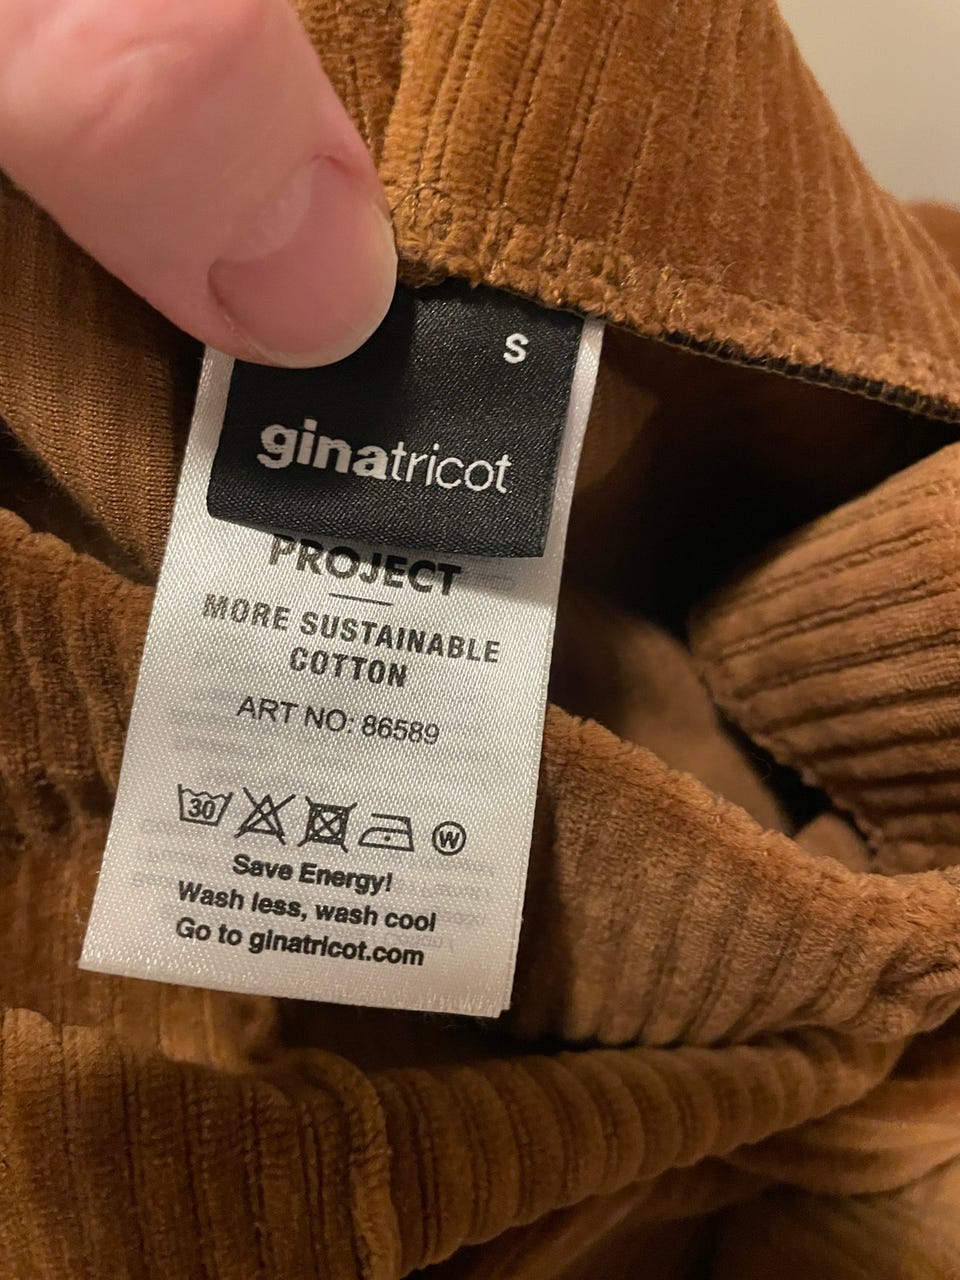 S
ginatricot
PROJECT
MORE SUSTAINABLE
COTTON
ART NO: 86589
30
W
Save Energy!
Wash less, wash cool
Go to ginatricot.com